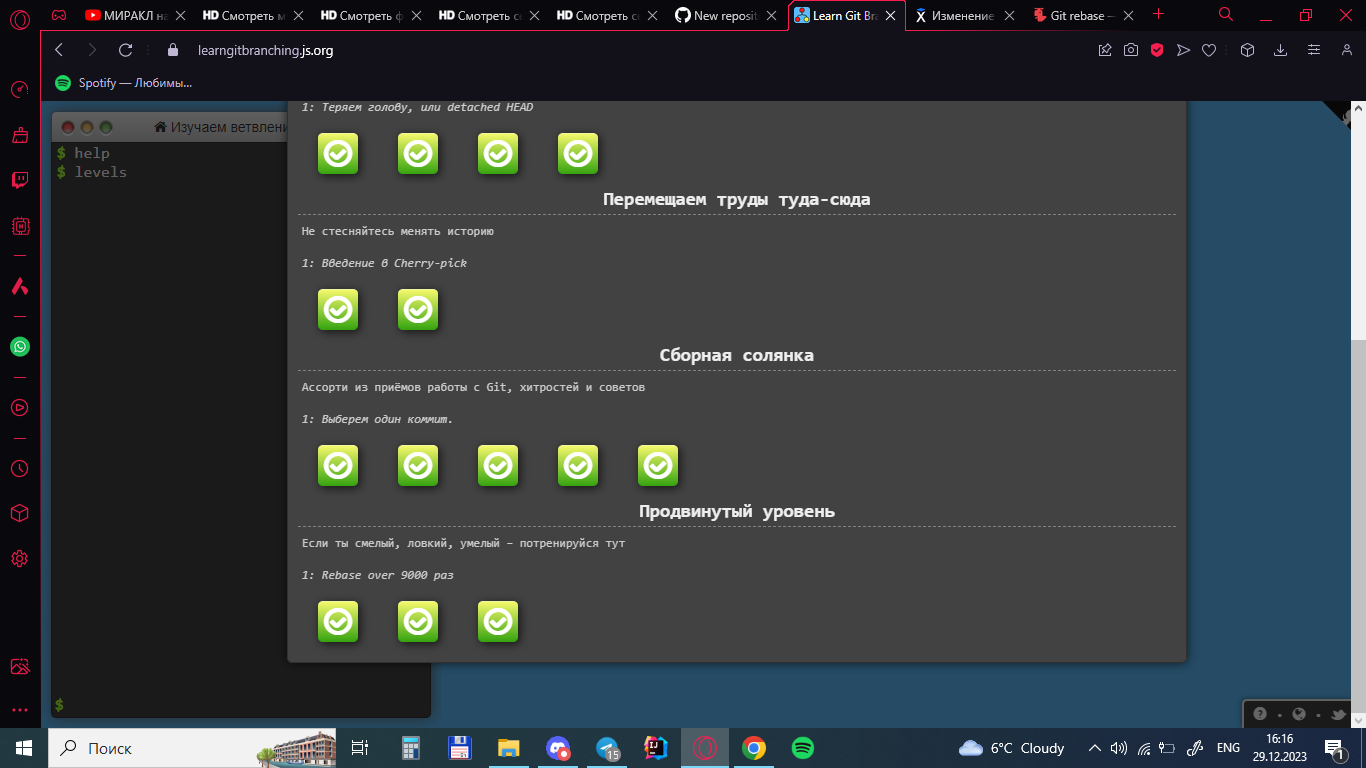 МИРАКЛ на
HD Смотреть м
HD Смотреть ф
HD Смотреть се
HD Смотреть се
New reposit
Learn Git Bra
Изменение
Git rebase —
learngitbranching.js.org
Spotify — Любимы...
Изучаем ветвлени
$ help
$ levels
$
1: Теряем голову, или detached HEAD
Перемещаем труды туда-сюда
Не стесняйтесь менять историю
1: Введение в Cherry-pick
Сборная солянка
Ассорти из приёмов работы с Git, хитростей и советов
1: Выберем один коммит.
Продвинутый уровень
Если ты смелый, ловкий, умелый – потренируйся тут
1: Rebase over 9000 раз
Поиск
15
6°C Cloudy
ENG
16:16
29.12.2023
1